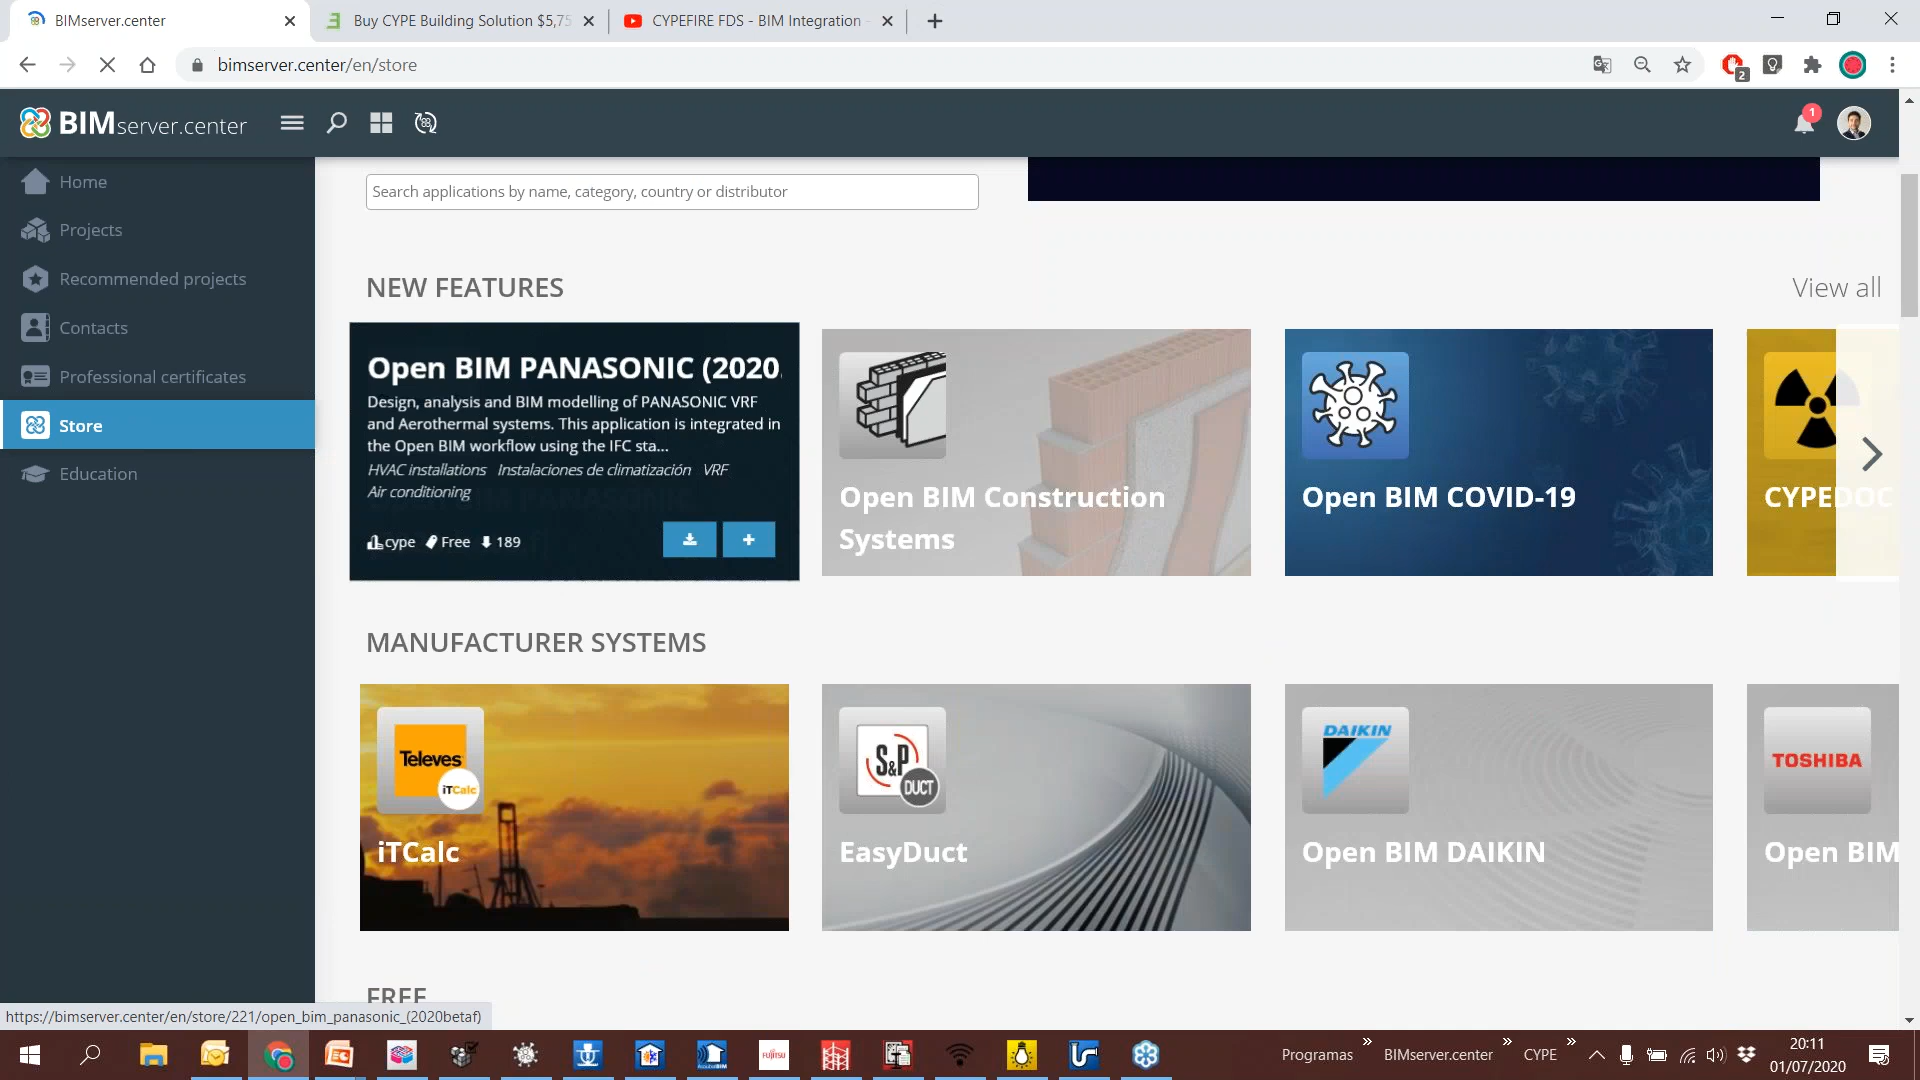 BIMserver.center
Buy CYPE Building Solution $5,75
CYPEFIRE FDS - BIM Integration -
bimserver.center/en/store
2
BIMserver.center
1
Home
Projects
Recommended projects
Contacts
Professional certificates
Store
Education
Search applications by name, category, country or distributor
NEW FEATURES
View all
Open BIM PANASONIC (2020.
Design, analysis and BIM modelling of PANASONIC VRF
and Aerothermal systems. This application is integrated in
the Open BIM workflow using the IFC sta...
HVAC installations Instalaciones de climatización VRF
Air conditioning
cype Free 189
Open BIM Construction
Systems
Open BIM COVID-19
CYPEDOC
MANUFACTURER SYSTEMS
Televes
iTCalc
iTCalc
S&P
DUCT
EasyDuct
DAIKIN
Open BIM DAIKIN
TOSHIBA
Open BIM
FREE
https://bimserver.center/en/store/221/open_bim_panasonic_(2020betaf)
AcoubatBIM
FUJITSU
Programas
BIMserver.center
CYPE
20:11
01/07/2020